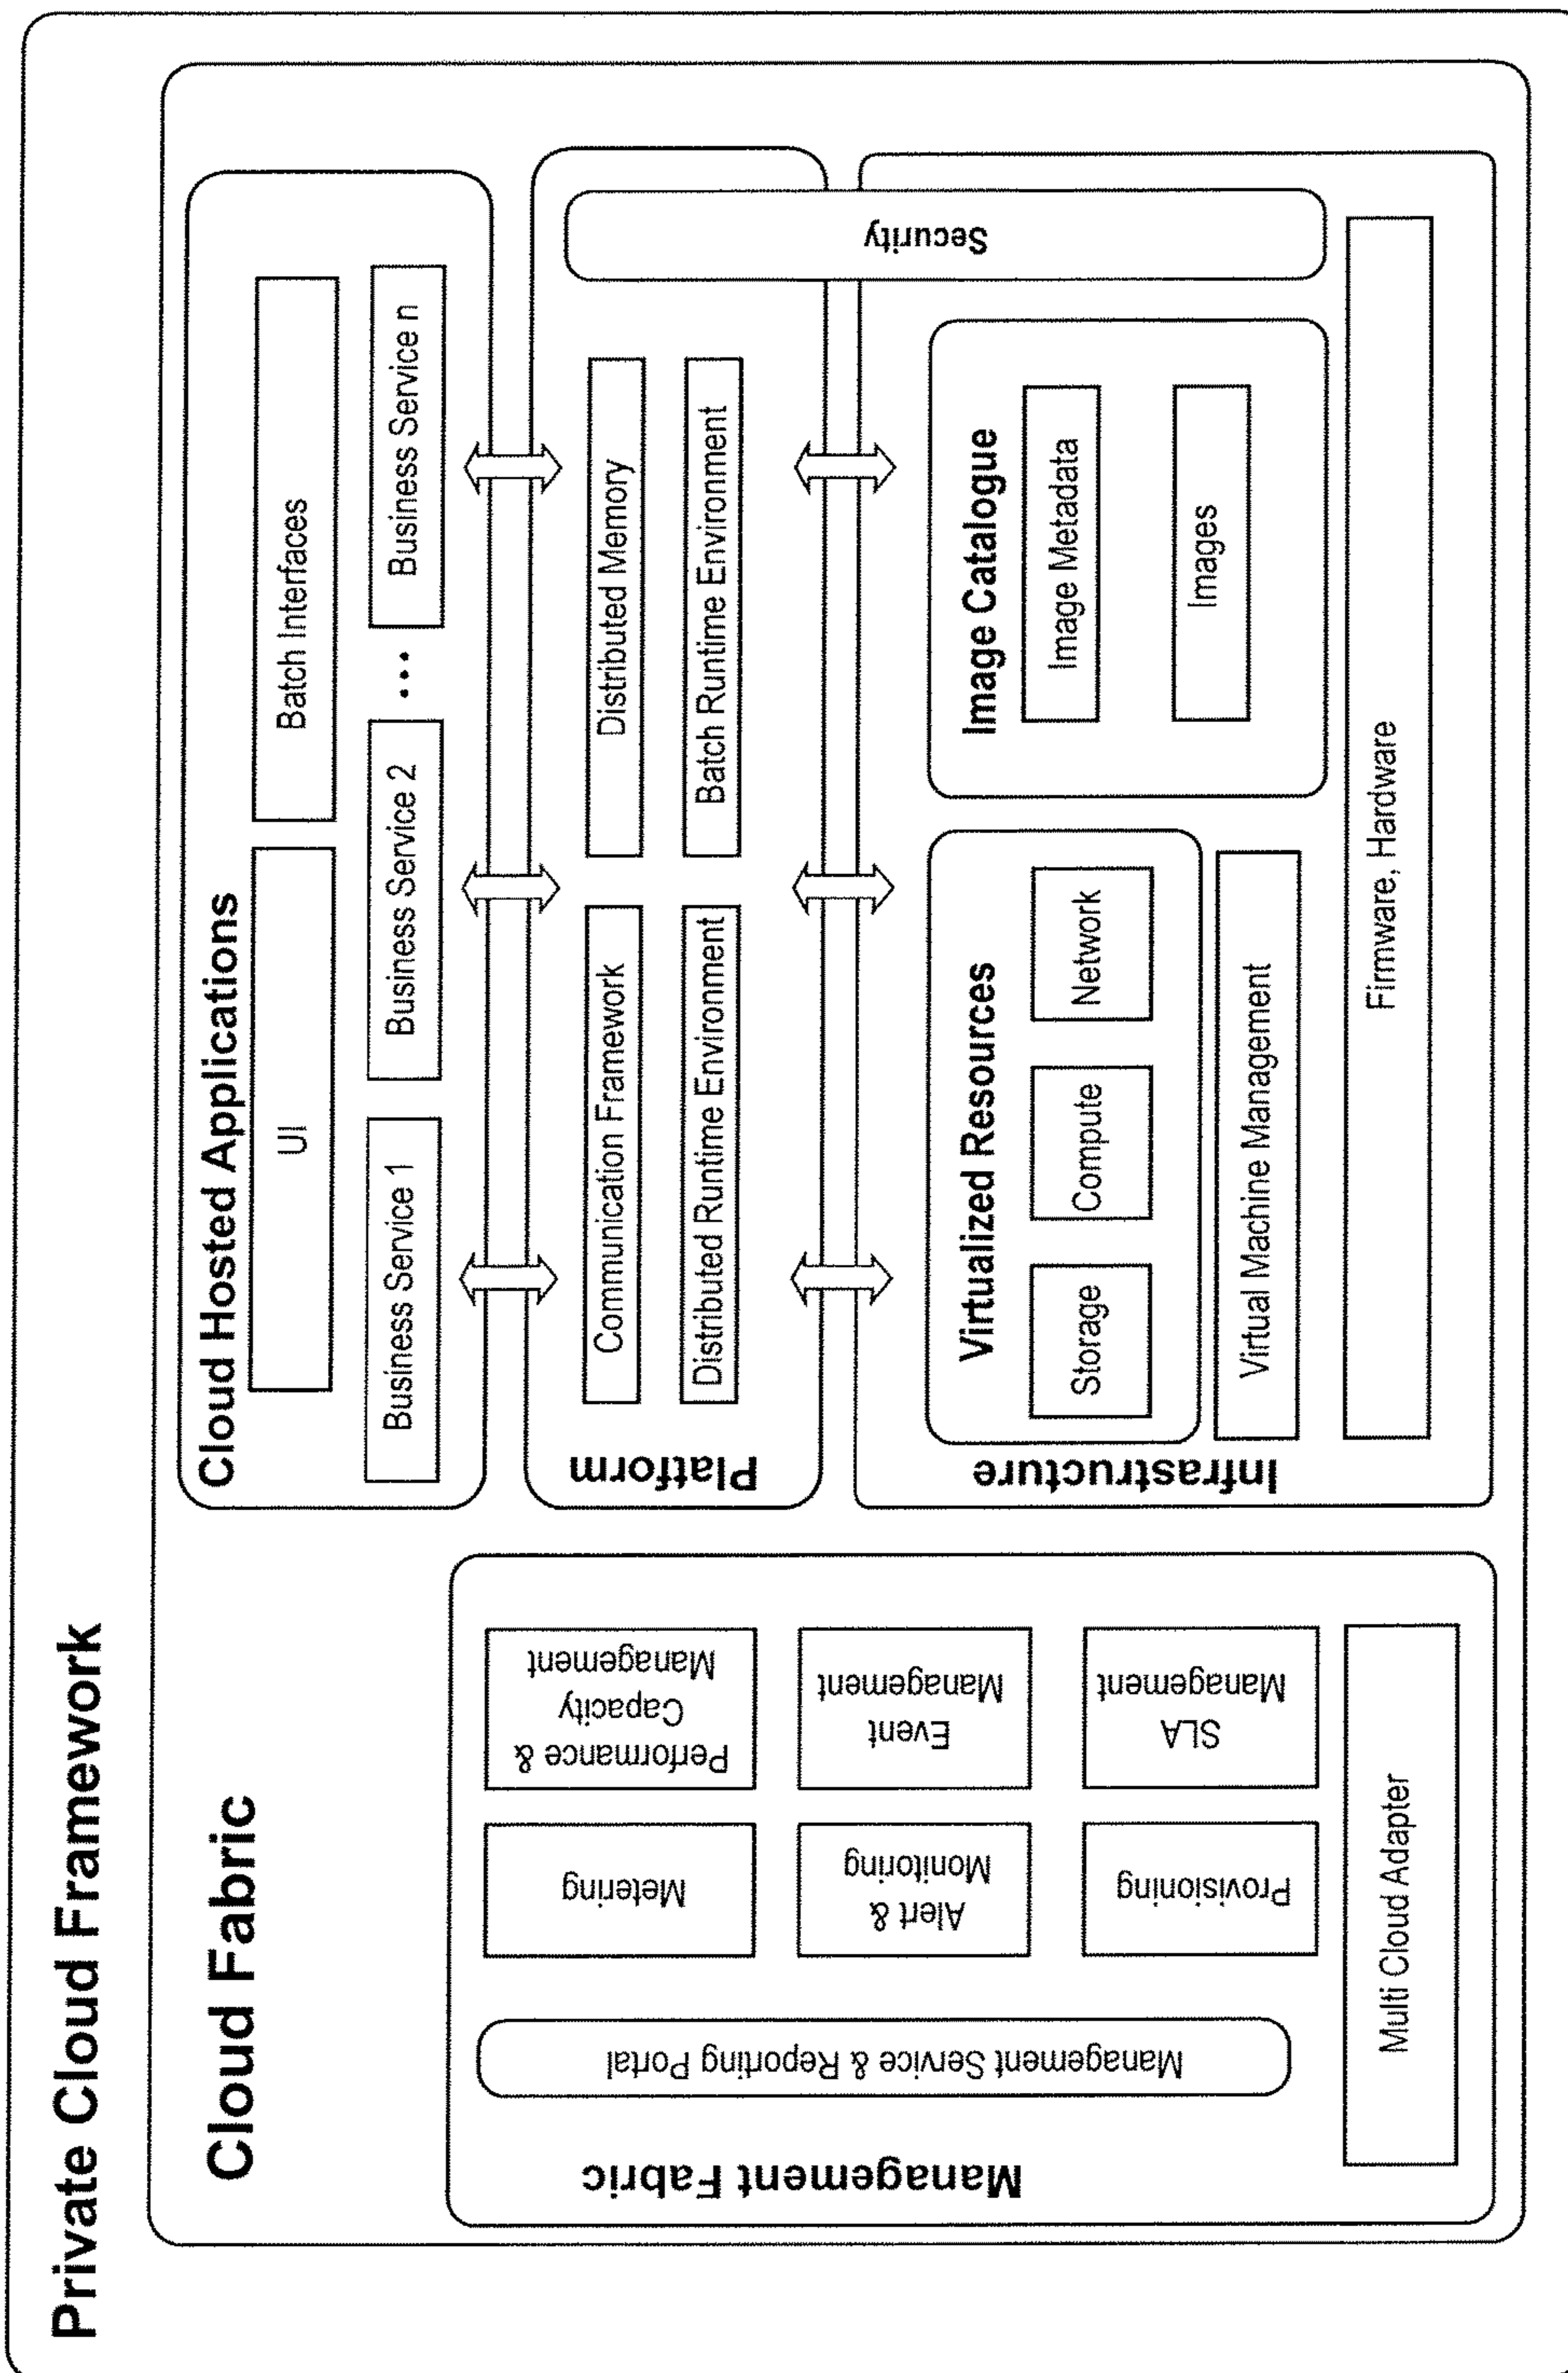 Private Cloud Framework
Cloud Fabric
Management Fabric
Management Service & Reporting Portal
Metering
Performance &
Capacity
Management
Alert &
Monitoring
Event
Management
Provisioning
SLA
Management
Multi Cloud Adapter
Cloud Hosted Applications
UI
Batch Interfaces
Business Service 1
Business Service 2
•••
Business Service n
Platform
Communication Framework
Distributed Memory
Distributed Runtime Environment
Batch Runtime Environment
Security
Infrastructure
Virtualized Resources
Storage
Compute
Network
Virtual Machine Management
Image Catalogue
Image Metadata
Images
Firmware, Hardware